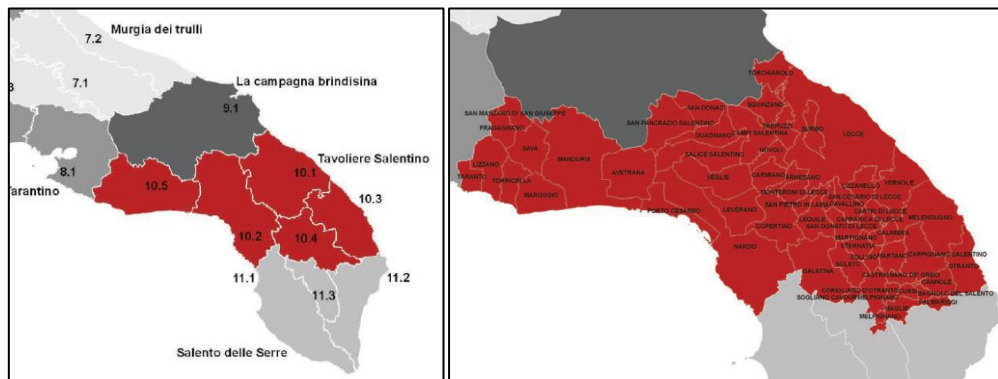 Murgia dei trulli
7.2
7.1
La campagna brindisina
9.1
8.1
Tarantino
Tavoliere Salentino
10.1
10.5
10.3
10.2
10.4
11.1
11.2
11.3
Salento delle Serre
TORCHIAROLO
SAN DONACI
SQUINZANO
SAN MARZANO DI SAN GIUSEPPE
SAN PANCRAZIO SALENTINO
TREPUZZI
FRAGAGNANO
GUAGNANO
CAMPI SALENTINA
SURBO
LECCE
SAVA
MANDURIA
SALICE SALENTINO
NOVOLI
LIZZANO
AVETRANA
VEGLIE
CARMIANO
ARNESANO
TARANTO
TORRICELLA
LIZZANELLO
VERNOLE
MARUGGIO
MONTERONI DI LECCE
SAN CESARIO DI LECCE
PORTO CESAREO
LEVERANO
SAN PIETRO IN LAMA
CAVALLINO
CASTRI DI LECCE
LEQUILE
CAPRARICA DI LECCE
MELENDUGNO
COPERTINO
SAN DONATO DI LECCE
CALIMERA
MARTIGNANO
NARDO'
STERNATIA
ZOLLINO
MARTANO
CARPIGNANO SALENTINO
SOLETO
OTRANTO
GALATINA
CASTRIGNANO DE' GRECI
CANNOLE
CORIGLIANO D'OTRANTO
CURSI
BAGNOLO DEL SALENTO
SOGLIANO CAVOUR
MELPIGNANO
PALMARIGGI
MAGLIE
MELPIGNANO